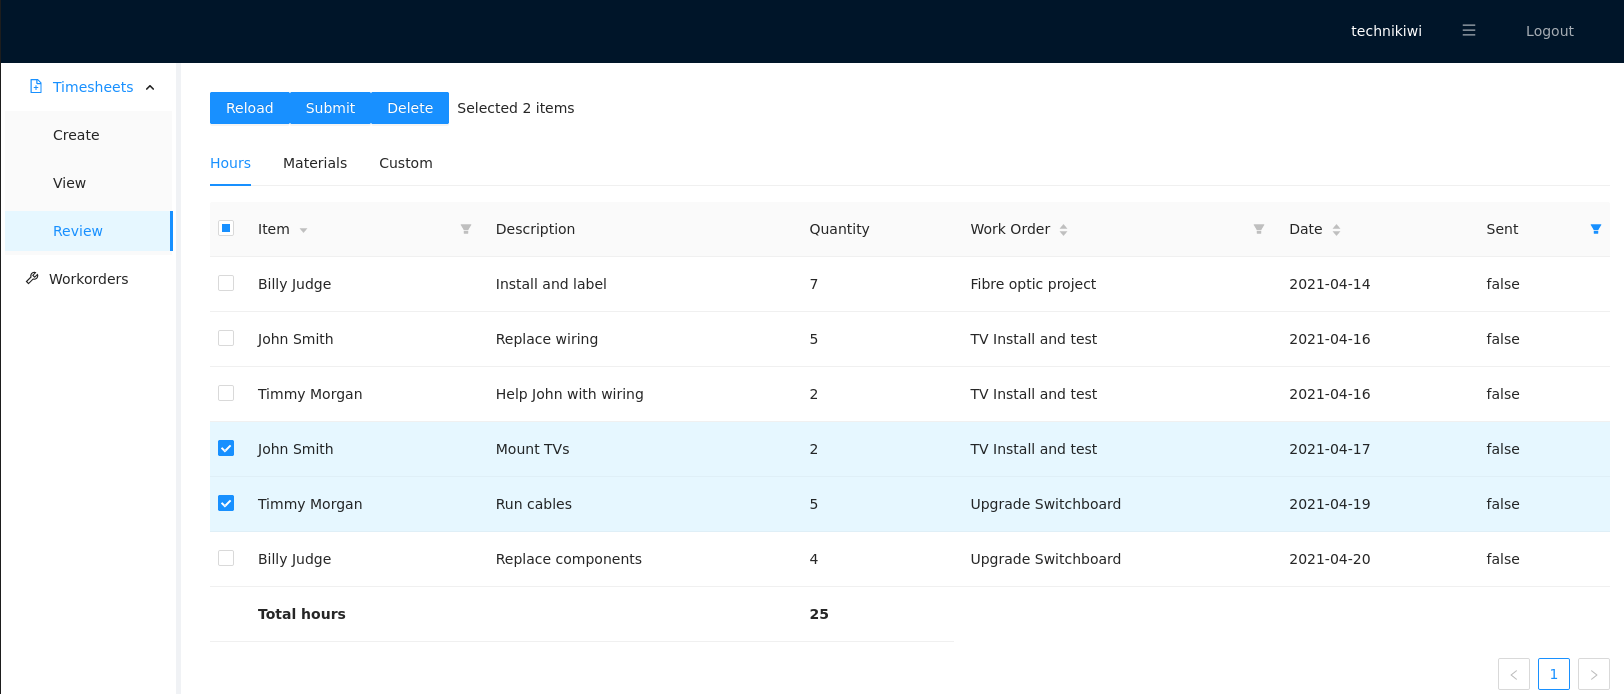 technikiwi Logout
Timesheets
Create
View
Review
Workorders
Reload Submit Delete Selected 2 items
Hours Materials Custom
Item Description Quantity Work Order Date Sent
Billy Judge Install and label 7 Fibre optic project 2021-04-14 false
John Smith Replace wiring 5 TV Install and test 2021-04-16 false
Timmy Morgan Help John with wiring 2 TV Install and test 2021-04-16 false
John Smith Mount TVs 2 TV Install and test 2021-04-17 false
Timmy Morgan Run cables 5 Upgrade Switchboard 2021-04-19 false
Billy Judge Replace components 4 Upgrade Switchboard 2021-04-20 false
Total hours 25
< 1 >